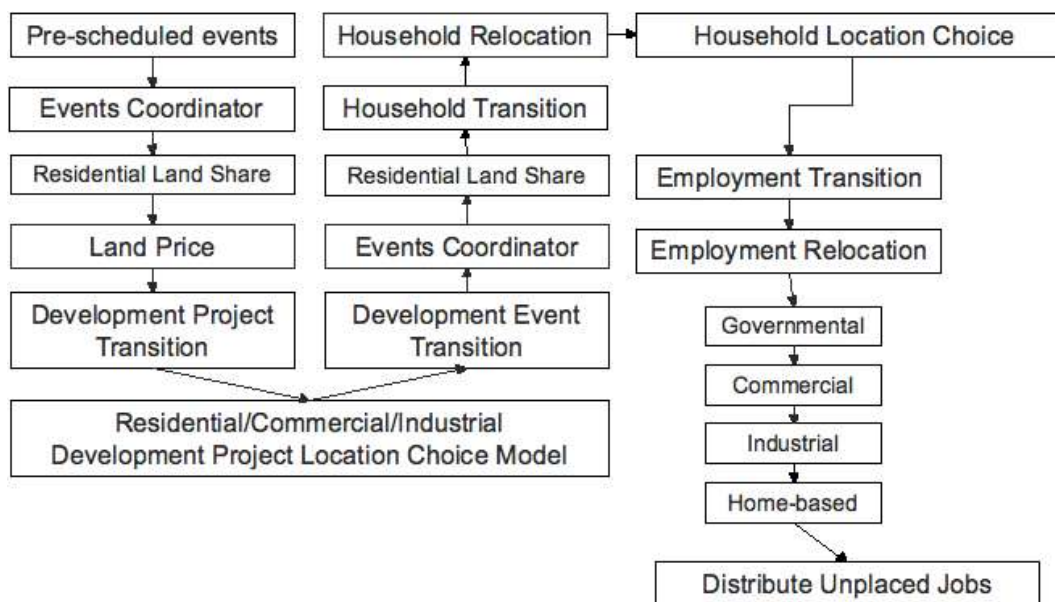 Pre-scheduled events
Events Coordinator
Residential Land Share
Land Price
Development Project
Transition
Residential/Commercial/Industrial
Development Project Location Choice Model
Development Event
Transition
Events Coordinator
Residential Land Share
Household Transition
Household Relocation
Household Location Choice
Employment Transition
Employment Relocation
Governmental
Commercial
Industrial
Home-based
Distribute Unplaced Jobs